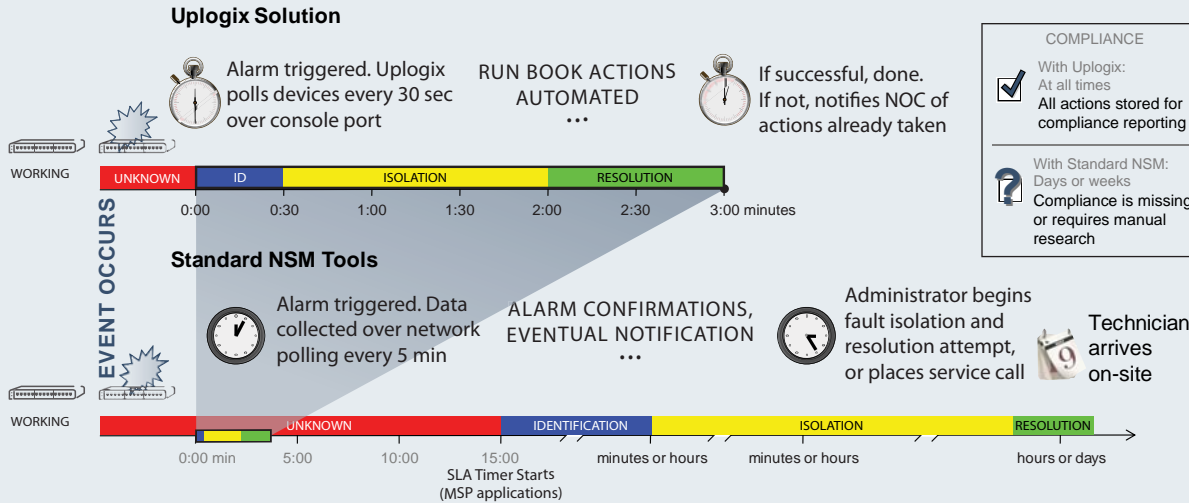 Uplogix Solution
Alarm triggered. Uplogix
polls devices every 30 sec
over console port
RUN BOOK ACTIONS
AUTOMATED
...
If successful, done.
If not, notifies NOC of
actions already taken
COMPLIANCE
With Uplogix:
At all times
All actions stored for
compliance reporting
With Standard NSM:
Days or weeks
Compliance is missing
or requires manual
research
WORKING
UNKNOWN
ID
ISOLATION
RESOLUTION
0:00
0:30
1:00
1:30
2:00
2:30
3:00 minutes
EVENT OCCURS
Standard NSM Tools
Alarm triggered. Data
collected over network
polling every 5 min
ALARM CONFIRMATIONS,
EVENTUAL NOTIFICATION
...
Administrator begins
fault isolation and
resolution attempt,
or places service call
9
Technician
arrives
on-site
WORKING
UNKNOWN
IDENTIFICATION
ISOLATION
RESOLUTION
0:00 min
5:00
10:00
15:00
minutes or hours
minutes or hours
hours or days
SLA Timer Starts
(MSP applications)